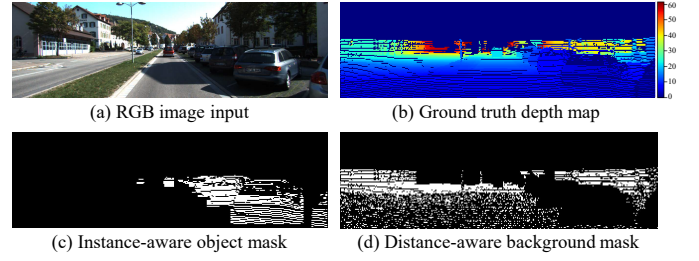 60
50
40
30
20
10
0
(a) RGB image input
(b) Ground truth depth map
(c) Instance-aware object mask
(d) Distance-aware background mask